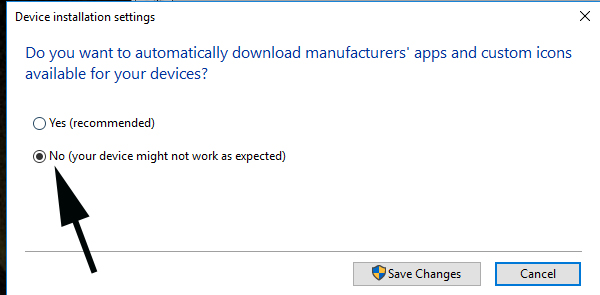 Device installation settings
Do you want to automatically download manufacturers' apps and custom icons
available for your devices?
Yes (recommended)
No (your device might not work as expected)
Save Changes
Cancel